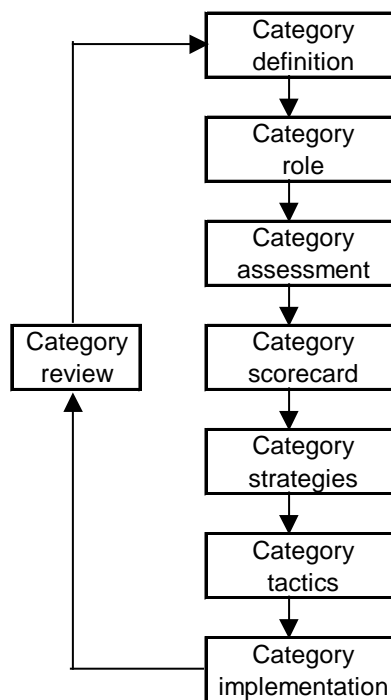 Category
definition
Category
role
Category
assessment
Category
review
Category
scorecard
Category
strategies
Category
tactics
Category
implementation